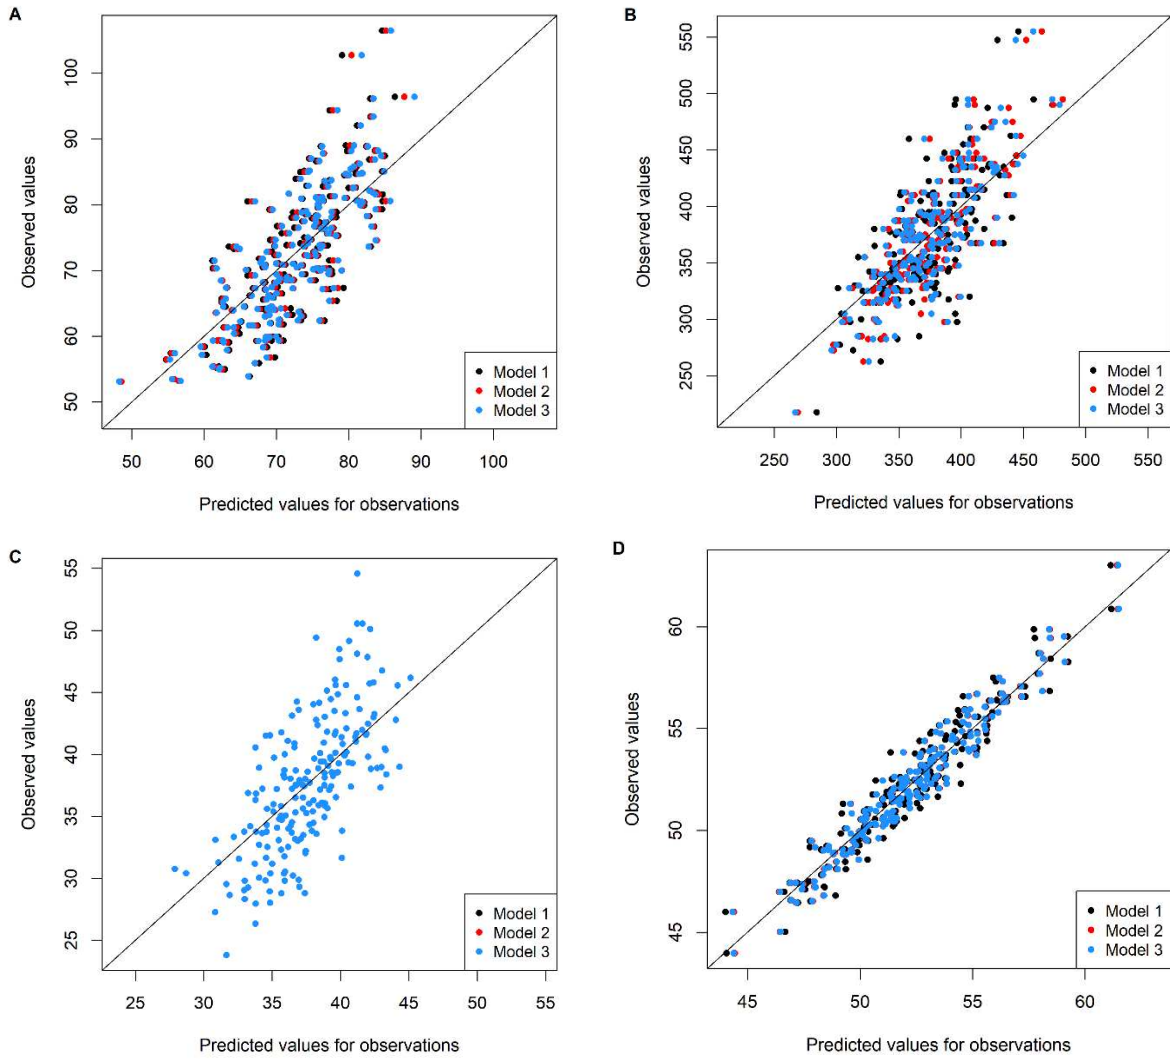 A
100
90
80
70
60
50
Observed values
Model 1
Model 2
Model 3
50 60 70 80 90 100
Predicted values for observations
B
550
500
450
400
350
300
250
Observed values
Model 1
Model 2
Model 3
250 300 350 400 450 500 550
Predicted values for observations
C
55
50
45
40
35
30
25
Observed values
Model 1
Model 2
Model 3
25 30 35 40 45 50 55
Predicted values for observations
D
60
55
50
45
Observed values
Model 1
Model 2
Model 3
45 50 55 60
Predicted values for observations